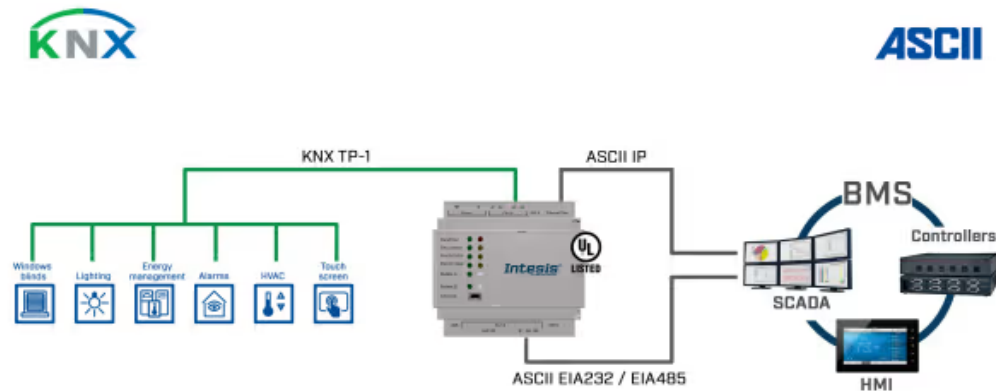 KNX
ASCII
KNX TP-1
ASCII IP
BMS
Controllers
Windows
blinds
Lighting
Energy
management
Alarms
HVAC
Touch
screen
Intesis
UL
LISTED
SCADA
HMI
ASCII EIA232 / EIA485